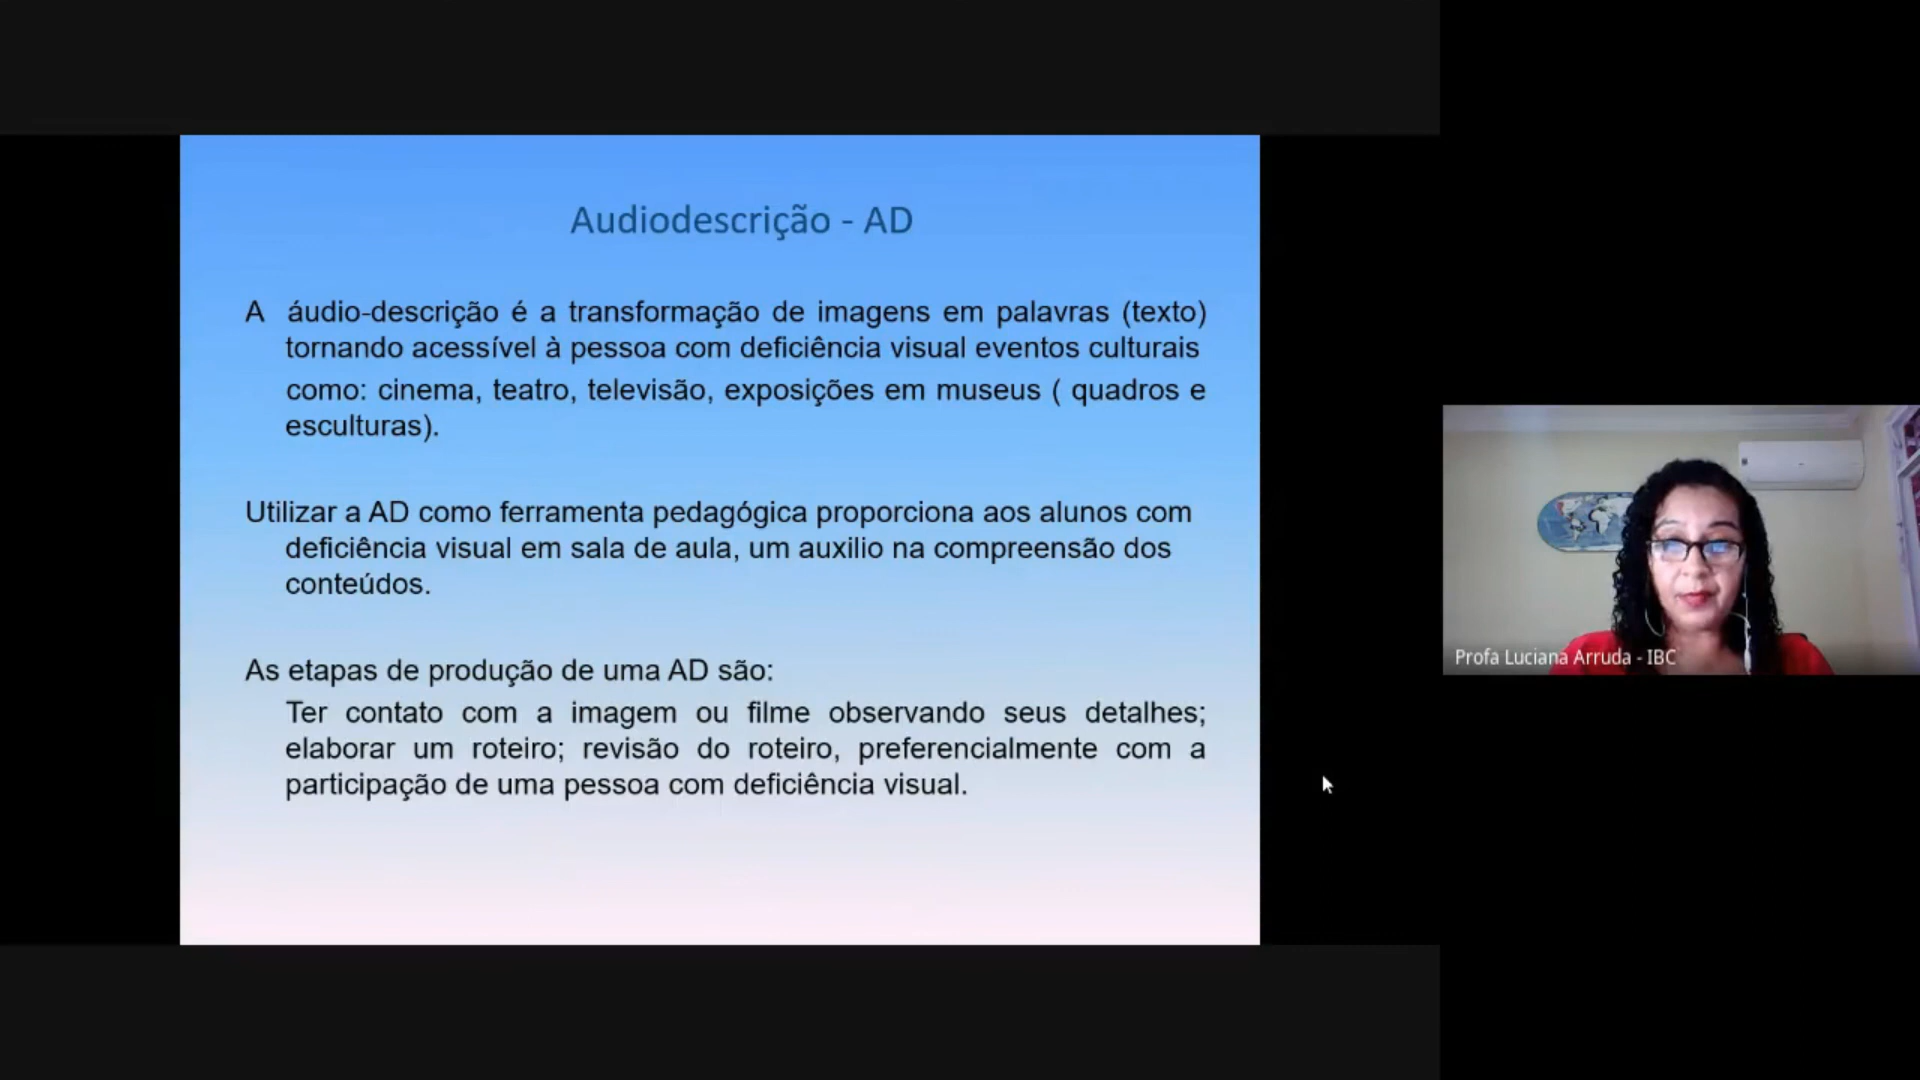 Audiodescrição - AD
A áudio-descrição é a transformação de imagens em palavras (texto)
tornando acessível à pessoa com deficiência visual eventos culturais
como: cinema, teatro, televisão, exposições em museus ( quadros e
esculturas).
Utilizar a AD como ferramenta pedagógica proporciona aos alunos com
deficiência visual em sala de aula, um auxilio na compreensão dos
conteúdos.
As etapas de produção de uma AD são:
Ter contato com a imagem ou filme observando seus detalhes;
elaborar um roteiro; revisão do roteiro, preferencialmente com a
participação de uma pessoa com deficiência visual.
Profa Luciana Arruda - IBC